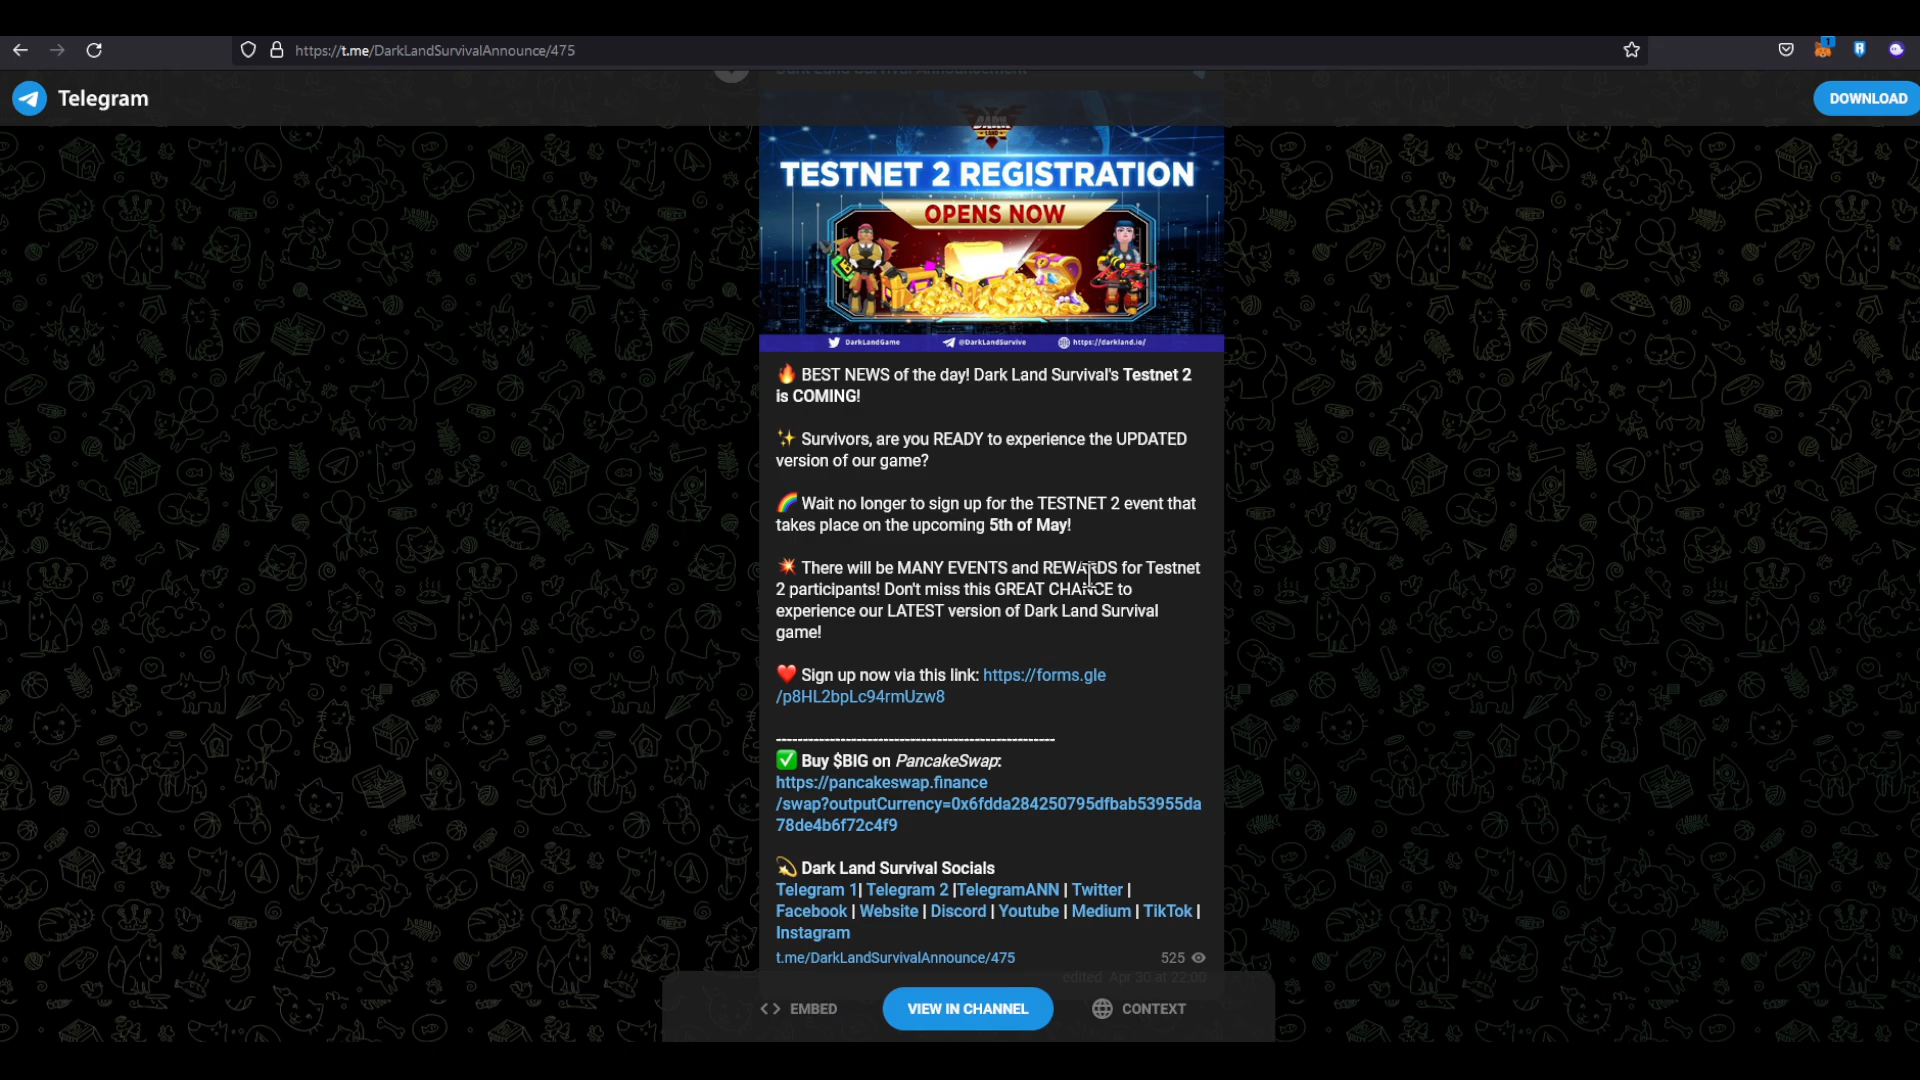 https://t.me/DarkLandSurvivalAnnounce/475
1
Telegram
DOWNLOAD
Dark Land Survival Announcement
DARK
LAND
TESTNET 2 REGISTRATION
OPENS NOW
DarkLandGame
@DarkLandSurvive
https://darkland.io/
🔥 BEST NEWS of the day! Dark Land Survival's Testnet 2
is COMING!
✨ Survivors, are you READY to experience the UPDATED
version of our game?
🌈 Wait no longer to sign up for the TESTNET 2 event that
takes place on the upcoming 5th of May!
💥 There will be MANY EVENTS and REWARDS for Testnet
2 participants! Don't miss this GREAT CHANCE to
experience our LATEST version of Dark Land Survival
game!
❤️ Sign up now via this link: https://forms.gle
/p8HL2bpLc94rmUzw8
----------------------------------------------------
✅ Buy $BIG on PancakeSwap:
https://pancakeswap.finance
/swap?outputCurrency=0x6fdda284250795dfbab53955da
78de4b6f72c4f9
💫 Dark Land Survival Socials
Telegram 1| Telegram 2 |TelegramANN | Twitter |
Facebook | Website | Discord | Youtube | Medium | TikTok |
Instagram
t.me/DarkLandSurvivalAnnounce/475
525
edited Apr 30 at 22:00
EMBED
VIEW IN CHANNEL
CONTEXT